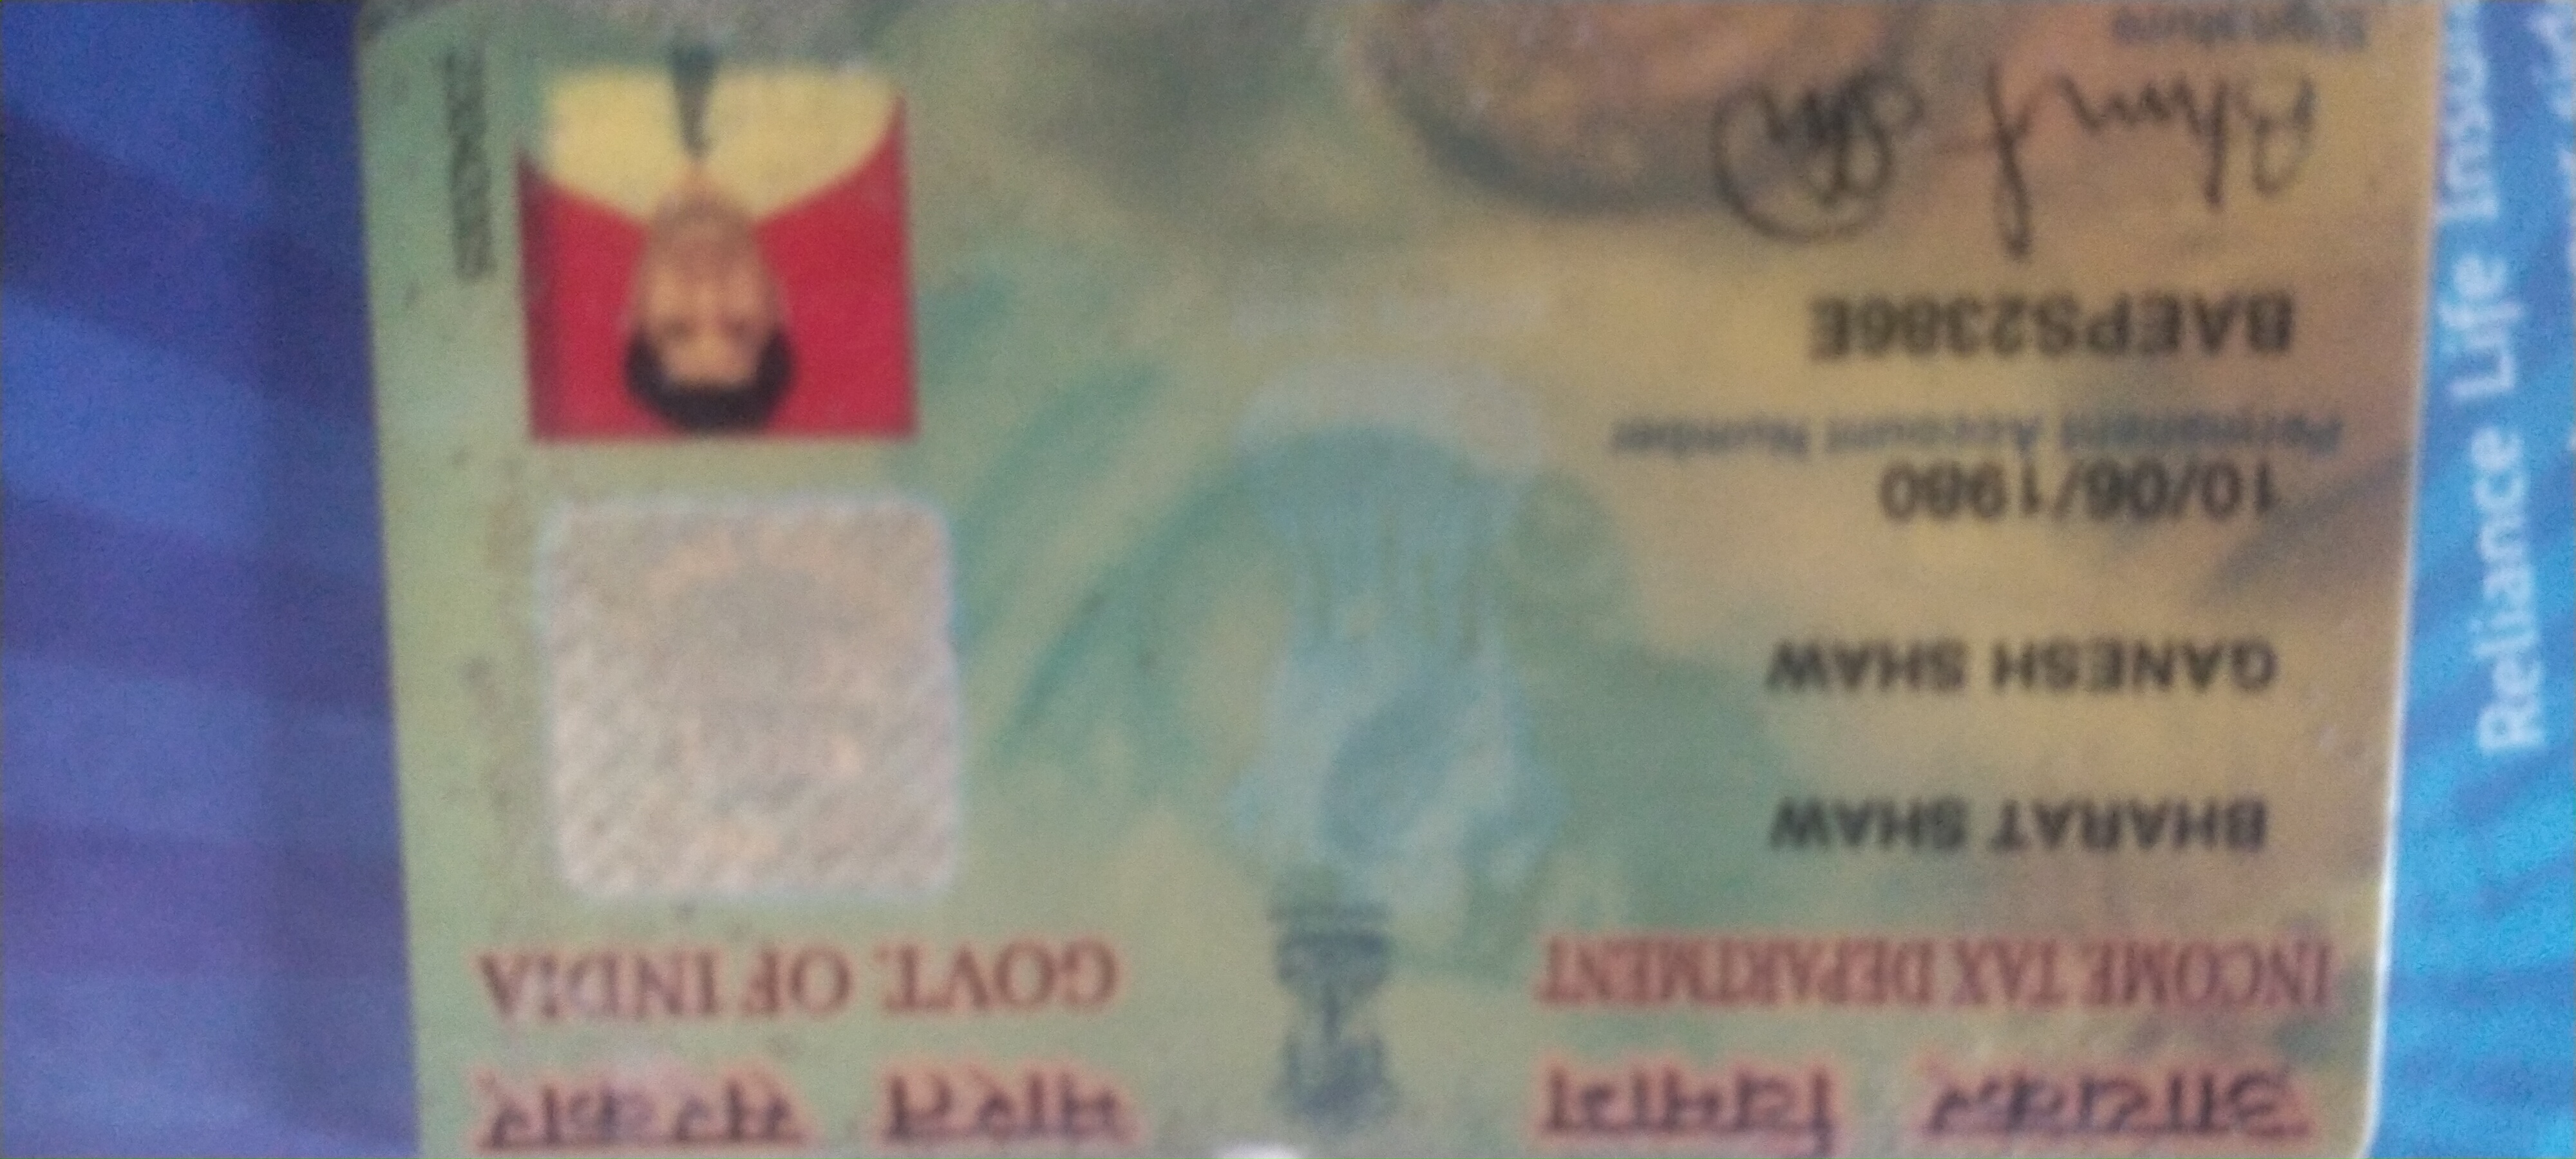 आयकर विभाग
INCOME TAX DEPARTMENT
भारत सरकार
GOVT. OF INDIA
BHARAT SHAW
GANESH SHAW
10/06/1980
Permanent Account Number
BAEPS2386E
Signature
Reliance Life Insu